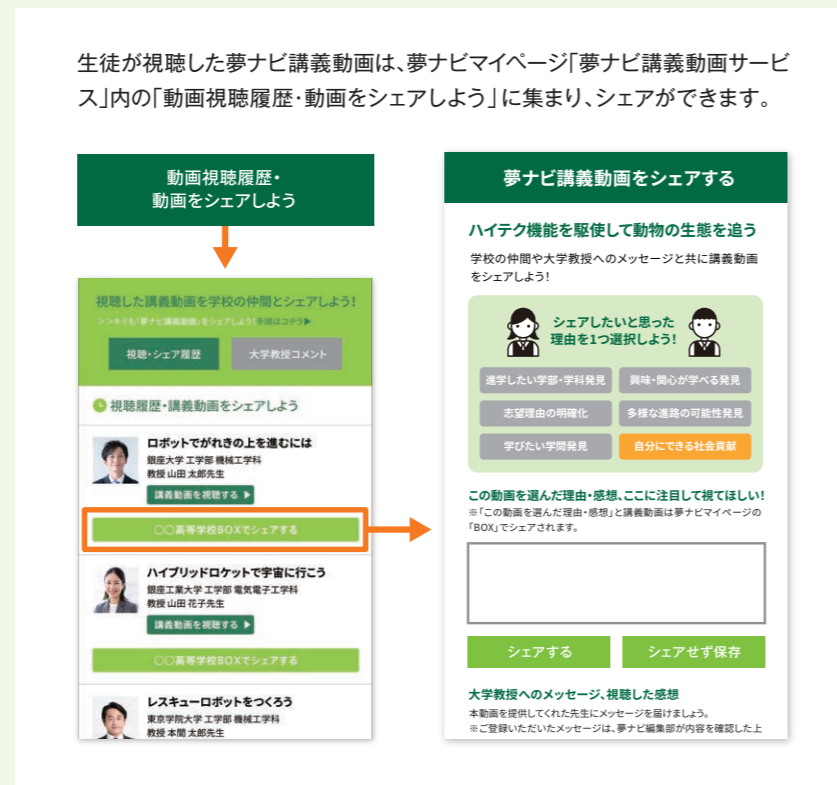 生徒が視聴した夢ナビ講義動画は、夢ナビマイページ「夢ナビ講義動画サービ
ス」内の「動画視聴履歴・動画をシェアしよう」に集まり、シェアができます。
動画視聴履歴・
動画をシェアしよう
視聴した講義動画を学校の仲間とシェアしよう!
>>キミも「夢ナビ講義動画」をシェアしよう!手順はコチラ▶
視聴・シェア履歴
大学教授コメント
視聴履歴・講義動画をシェアしよう
ロボットでがれきの上を進むには
銀座大学 工学部 機械工学科
教授 山田 太郎先生
講義動画を視聴する ▶
〇〇高等学校BOXでシェアする
ハイブリッドロケットで宇宙に行こう
銀座工業大学 工学部 電気電子工学科
教授 山田 花子先生
講義動画を視聴する ▶
〇〇高等学校BOXでシェアする
レスキューロボットをつくろう
東京学院大学 工学部 機械工学科
教授 本間 太郎先生
夢ナビ講義動画をシェアする
ハイテク機能を駆使して動物の生態を追う
学校の仲間や大学教授へのメッセージと共に講義動画
をシェアしよう!
シェアしたいと思った
理由を1つ選択しよう!
進学したい学部・学科発見
興味・関心が学べる発見
志望理由の明確化
多様な進路の可能性発見
学びたい学問発見
自分にできる社会貢献
この動画を選んだ理由・感想、ここに注目して視てほしい!
※「この動画を選んだ理由・感想」と講義動画は夢ナビマイページの
「BOX」でシェアされます。
シェアする
シェアせず保存
大学教授へのメッセージ、視聴した感想
本動画を提供してくれた先生にメッセージを届けましょう。
※ご登録いただいたメッセージは、夢ナビ編集部が内容を確認した上